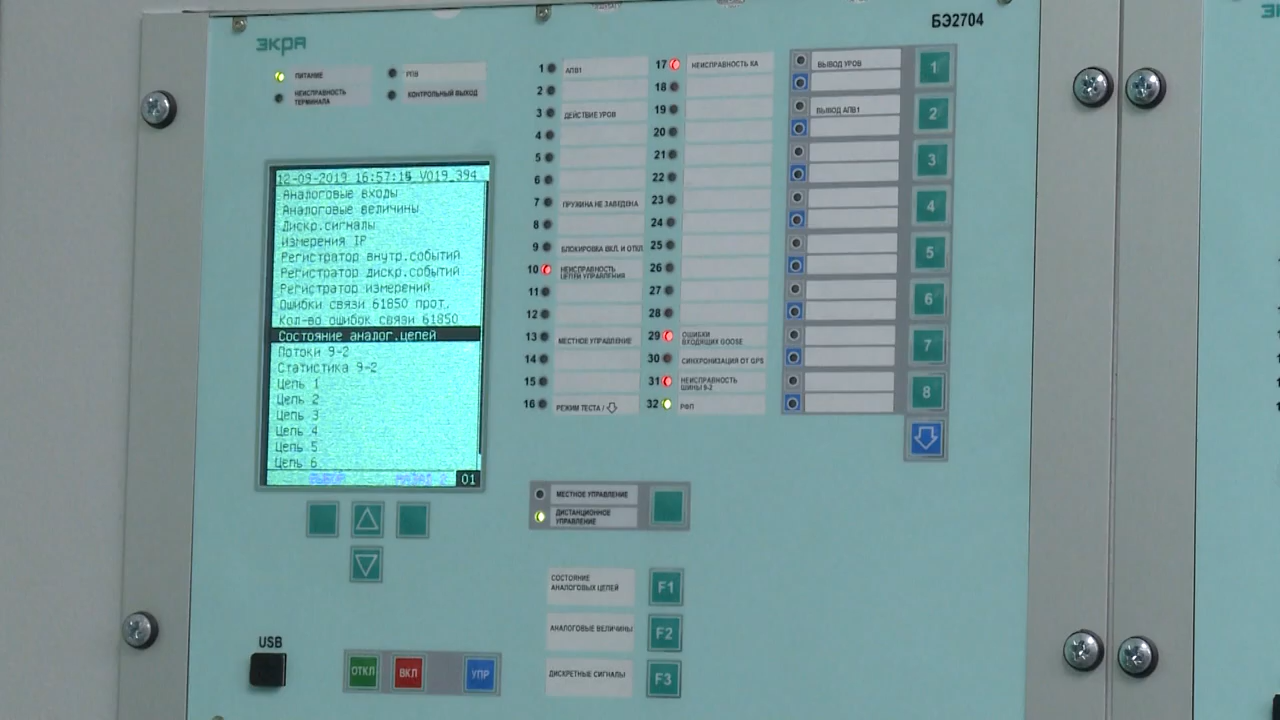 БЭ2704
ЭКРА
ПИТАНИЕ
НЕИСПРАВНОСТЬ
ТЕРМИНАЛА
РПВ
КОНТРОЛЬНЫЙ ВЫХОД
12-09-2019 16:57:15 V019_394
Аналоговые входы
Аналоговые величины
Дискр.сигналы
Измерения IP
Регистратор внутр.событий
Регистратор дискр.событий
Регистратор измерений
Ошибки связи 61850 прот.
Кол-во ошибок связи 61850
Состояние аналог.цепей
Потоки 9-2
Статистика 9-2
Цепь 1
Цепь 2
Цепь 3
Цепь 4
Цепь 5
Цепь 6
01
1 АПВ1
2
3 ДЕЙСТВИЕ УРОВ
4
5
6
7 ПРУЖИНА НЕ ЗАВЕДЕНА
8
9 БЛОКИРОВКА ВКЛ. И ОТКЛ
10 НЕИСПРАВНОСТЬ
ЦЕПЕЙ УПРАВЛЕНИЯ
11
12
13 МЕСТНОЕ УПРАВЛЕНИЕ
14
15
16 РЕЖИМ ТЕСТА /
17 НЕИСПРАВНОСТЬ КА
18
19
20
21
22
23
24
25
26
27
28
29 ОШИБКИ
ВХОДЯЩИХ GOOSE
30 СИНХРОНИЗАЦИЯ ОТ GPS
31 НЕИСПРАВНОСТЬ
ШИНЫ 9-2
32 РФП
ВЫВОД УРОВ
1
ВЫВОД АПВ1
2
3
4
5
6
7
8
МЕСТНОЕ УПРАВЛЕНИЕ
ДИСТАНЦИОННОЕ
УПРАВЛЕНИЕ
СОСТОЯНИЕ
АНАЛОГОВЫХ ЦЕПЕЙ
F1
АНАЛОГОВЫЕ ВЕЛИЧИНЫ
F2
ДИСКРЕТНЫЕ СИГНАЛЫ
F3
USB
ОТКЛ
ВКЛ
УПР